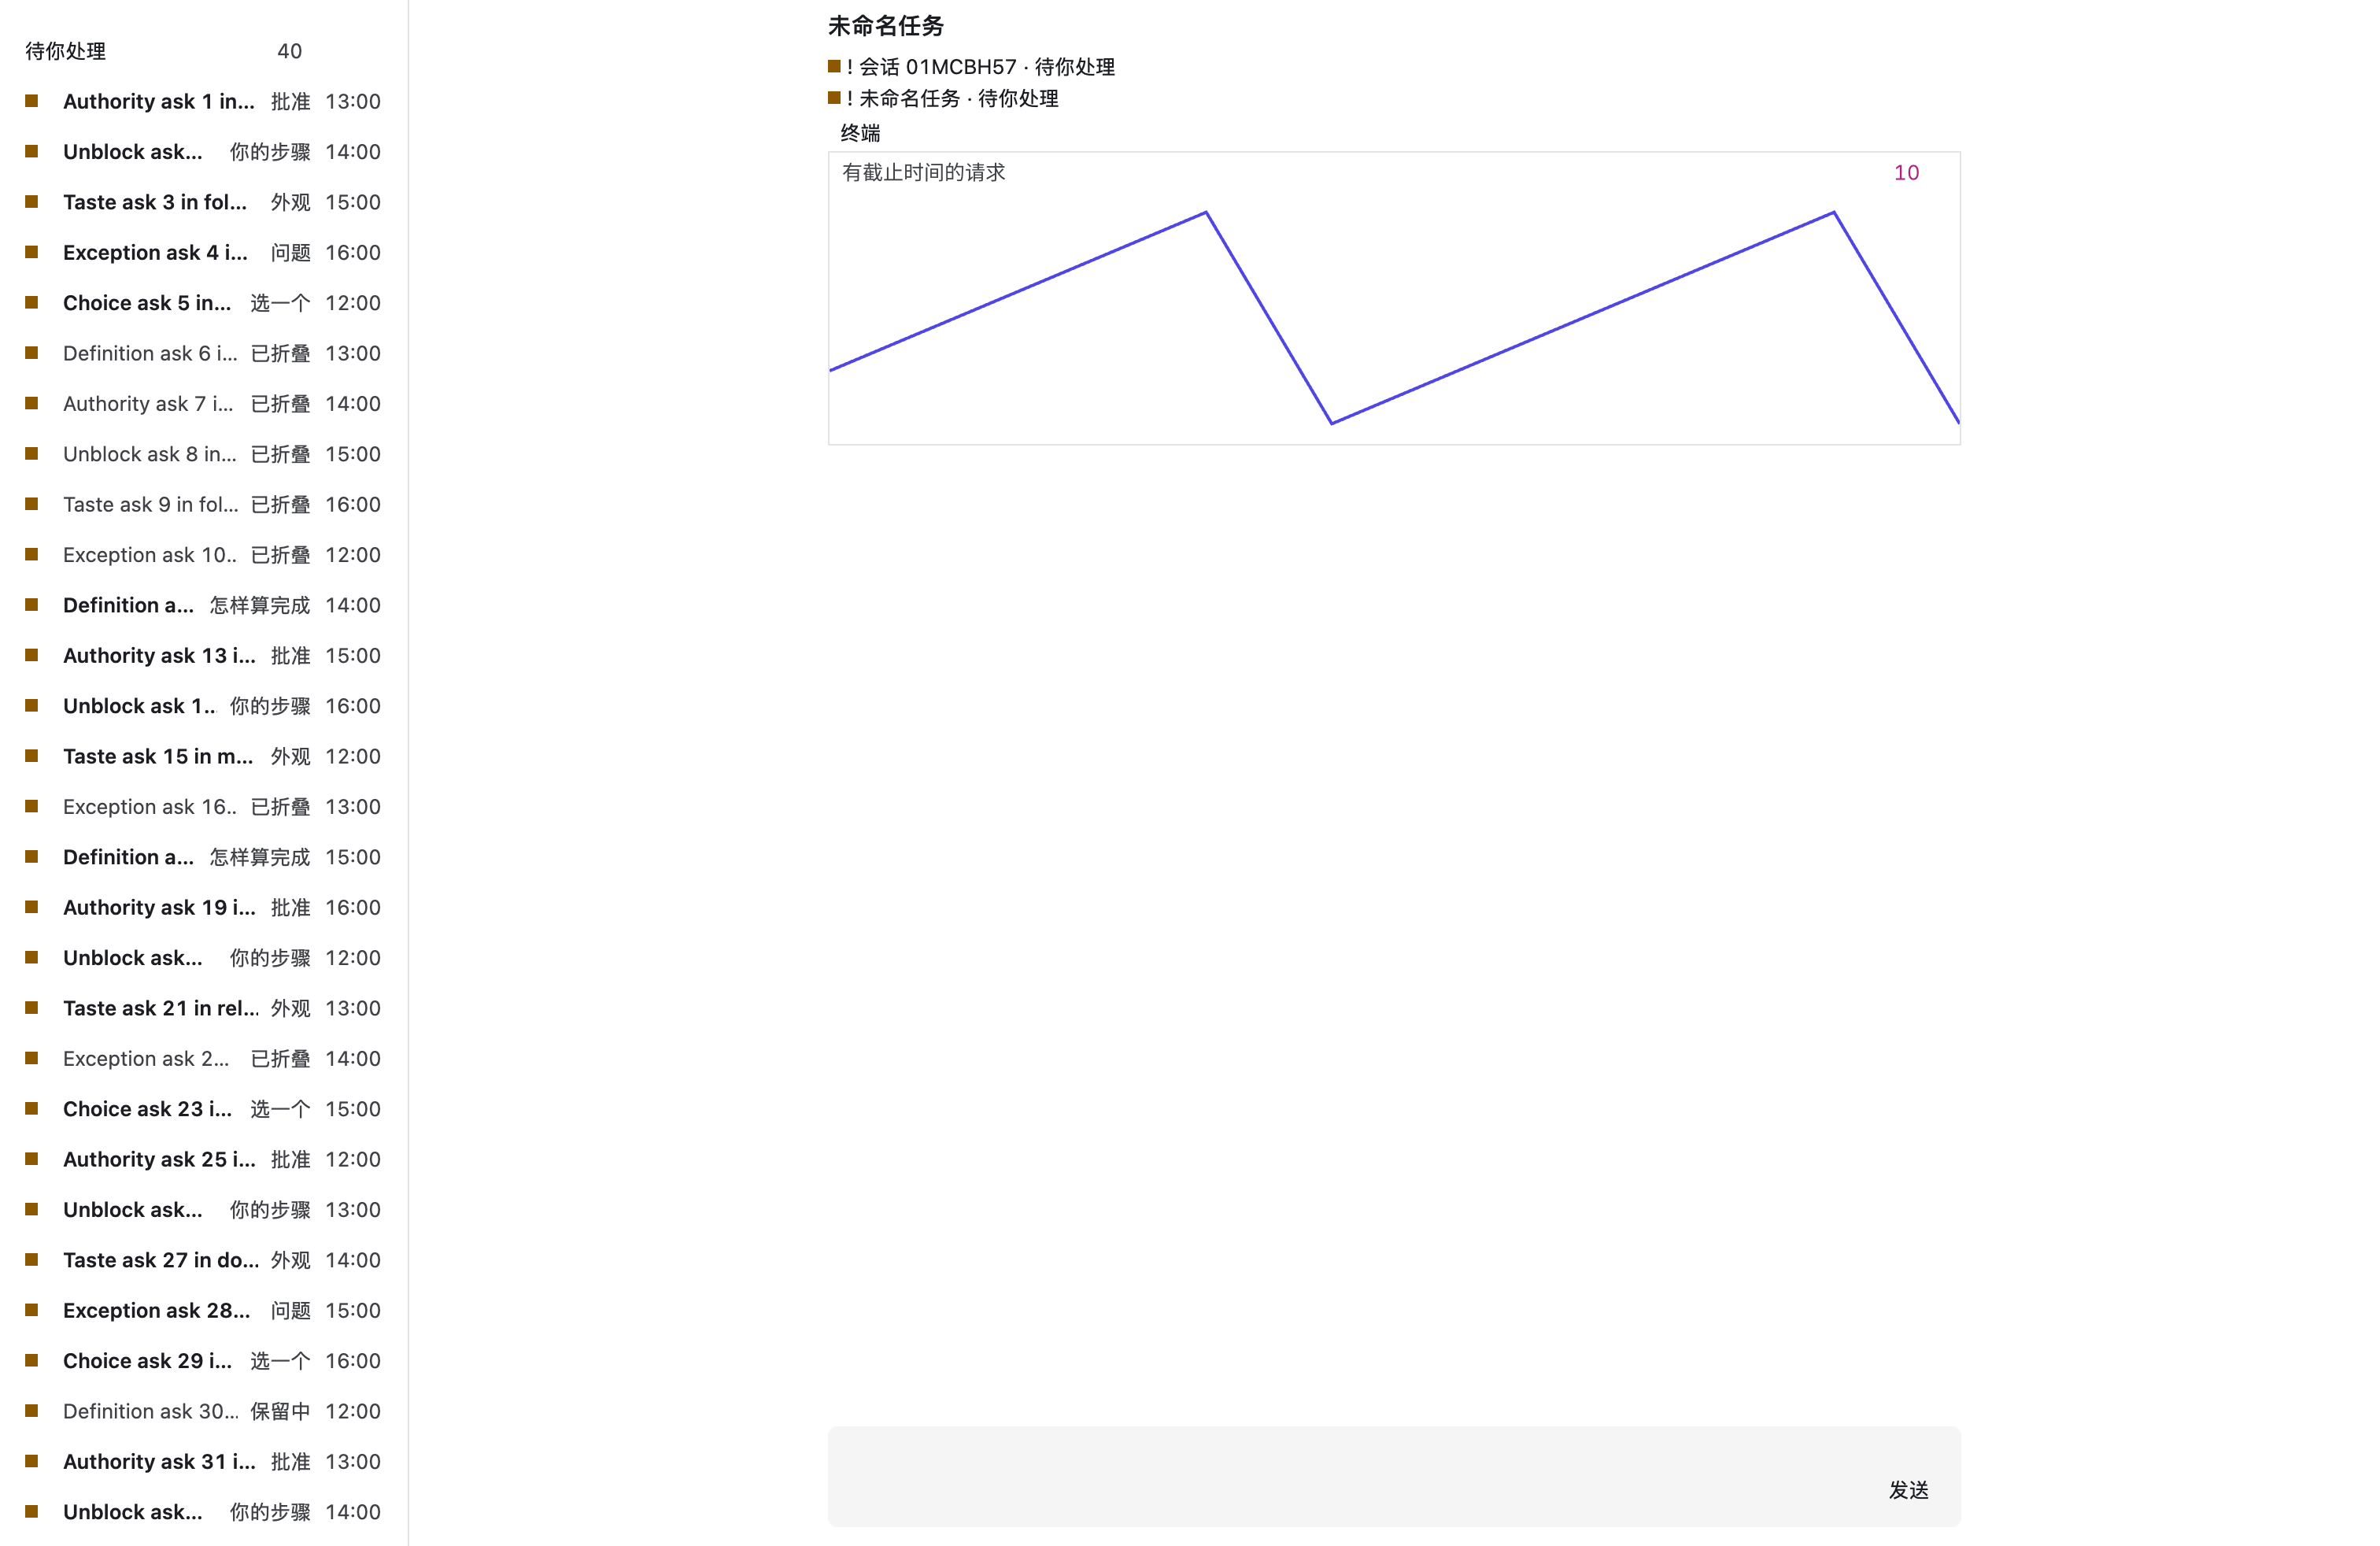 待你处理 40
Authority ask 1 in... 批准 13:00
Unblock ask... 你的步骤 14:00
Taste ask 3 in fol... 外观 15:00
Exception ask 4 i... 问题 16:00
Choice ask 5 in... 选一个 12:00
Definition ask 6 i... 已折叠 13:00
Authority ask 7 i... 已折叠 14:00
Unblock ask 8 in... 已折叠 15:00
Taste ask 9 in fol... 已折叠 16:00
Exception ask 10.. 已折叠 12:00
Definition a... 怎样算完成 14:00
Authority ask 13 i... 批准 15:00
Unblock ask 1.. 你的步骤 16:00
Taste ask 15 in m... 外观 12:00
Exception ask 16.. 已折叠 13:00
Definition a... 怎样算完成 15:00
Authority ask 19 i... 批准 16:00
Unblock ask... 你的步骤 12:00
Taste ask 21 in rel... 外观 13:00
Exception ask 2... 已折叠 14:00
Choice ask 23 i... 选一个 15:00
Authority ask 25 i... 批准 12:00
Unblock ask... 你的步骤 13:00
Taste ask 27 in do... 外观 14:00
Exception ask 28... 问题 15:00
Choice ask 29 i... 选一个 16:00
Definition ask 30... 保留中 12:00
Authority ask 31 i... 批准 13:00
Unblock ask... 你的步骤 14:00
未命名任务
! 会话 01MCBH57 · 待你处理
! 未命名任务 · 待你处理
终端
有截止时间的请求 10
发送